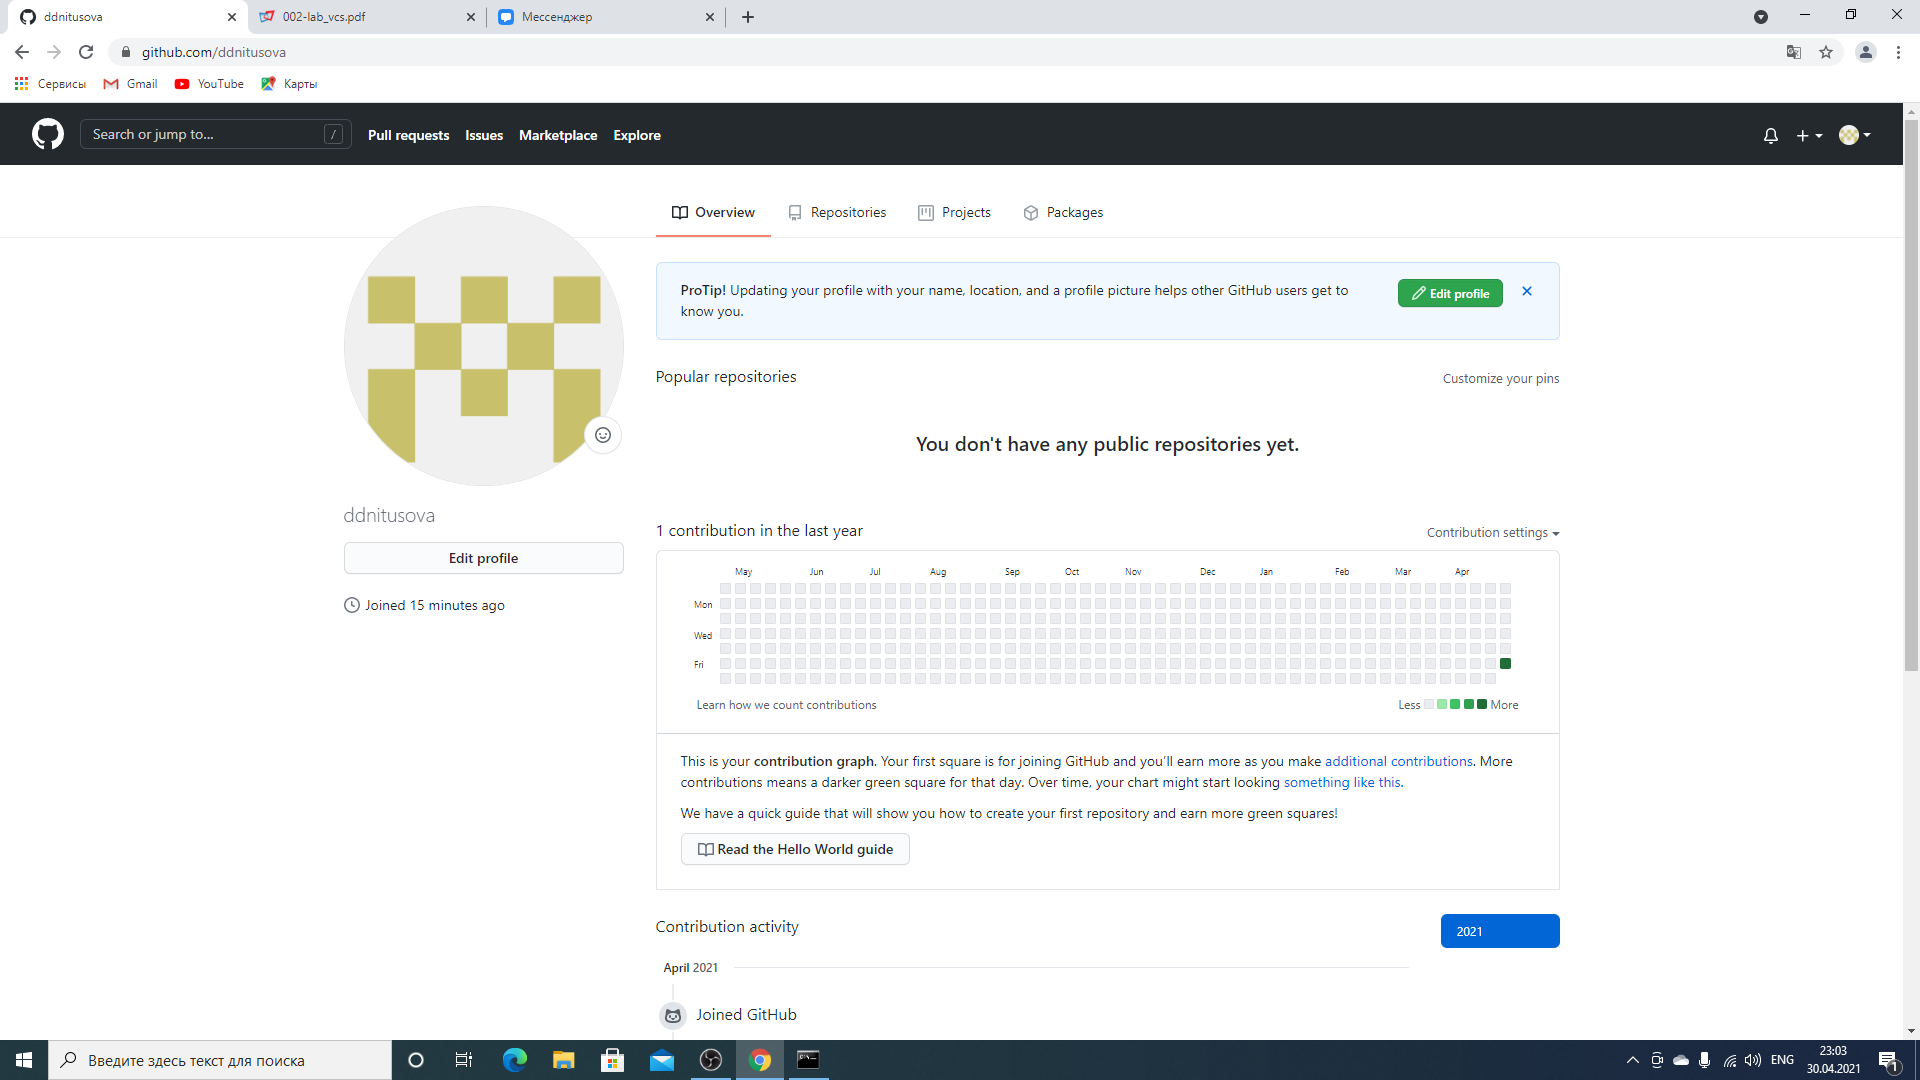 ddnitusova
002-lab_vcs.pdf
Мессенджер
github.com/ddnitusova
Сервисы
Gmail
YouTube
Карты
Search or jump to...
/
Pull requests
Issues
Marketplace
Explore
Overview
Repositories
Projects
Packages
ProTip! Updating your profile with your name, location, and a profile picture helps other GitHub users get to
know you.
Edit profile
Popular repositories
Customize your pins
You don't have any public repositories yet.
ddnitusova
Edit profile
Joined 15 minutes ago
1 contribution in the last year
Contribution settings
May Jun Jul Aug Sep Oct Nov Dec Jan Feb Mar Apr
Mon
Wed
Fri
Learn how we count contributions
Less
More
This is your contribution graph. Your first square is for joining GitHub and you'll earn more as you make additional contributions. More
contributions means a darker green square for that day. Over time, your chart might start looking something like this.
We have a quick guide that will show you how to create your first repository and earn more green squares!
Read the Hello World guide
Contribution activity
2021
April 2021
Joined GitHub
Введите здесь текст для поиска
ENG
23:03
30.04.2021
1